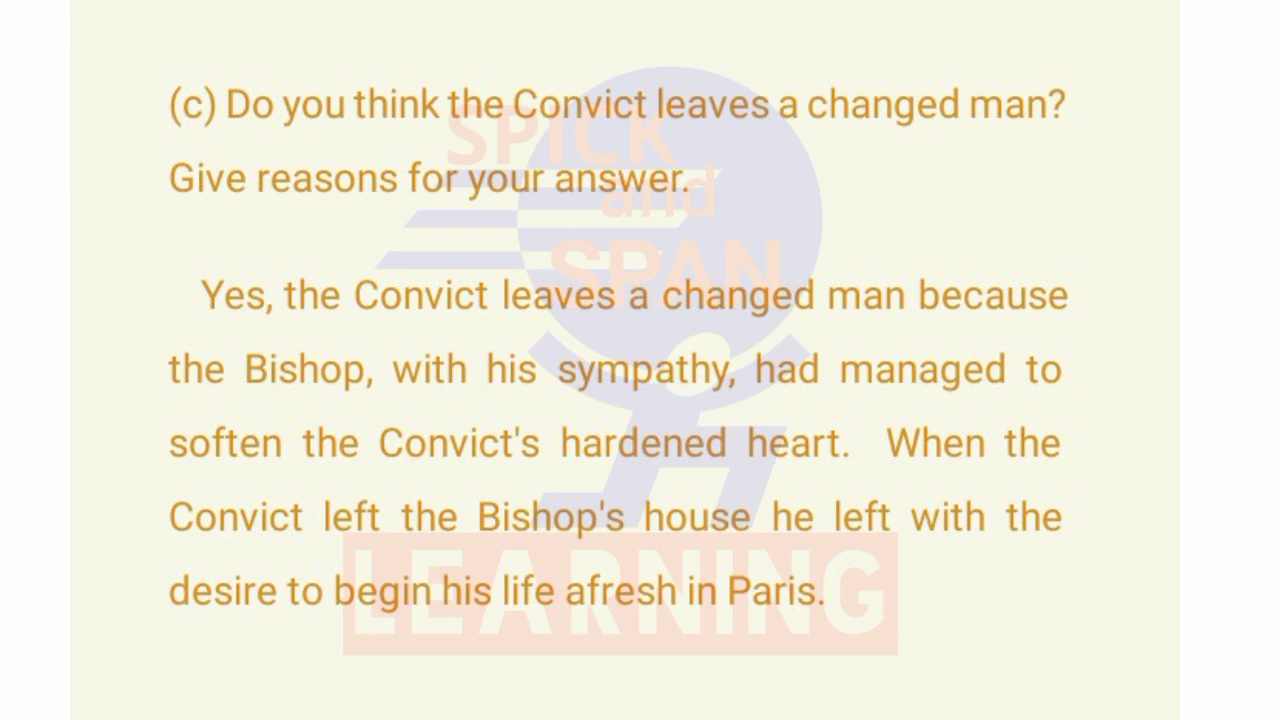 (c) Do you think the Convict leaves a changed man?
Give reasons for your answer.
Yes, the Convict leaves a changed man because
the Bishop, with his sympathy, had managed to
soften the Convict's hardened heart. When the
Convict left the Bishop's house he left with the
desire to begin his life afresh in Paris.
SPICK
and
SPAN
LEARNING